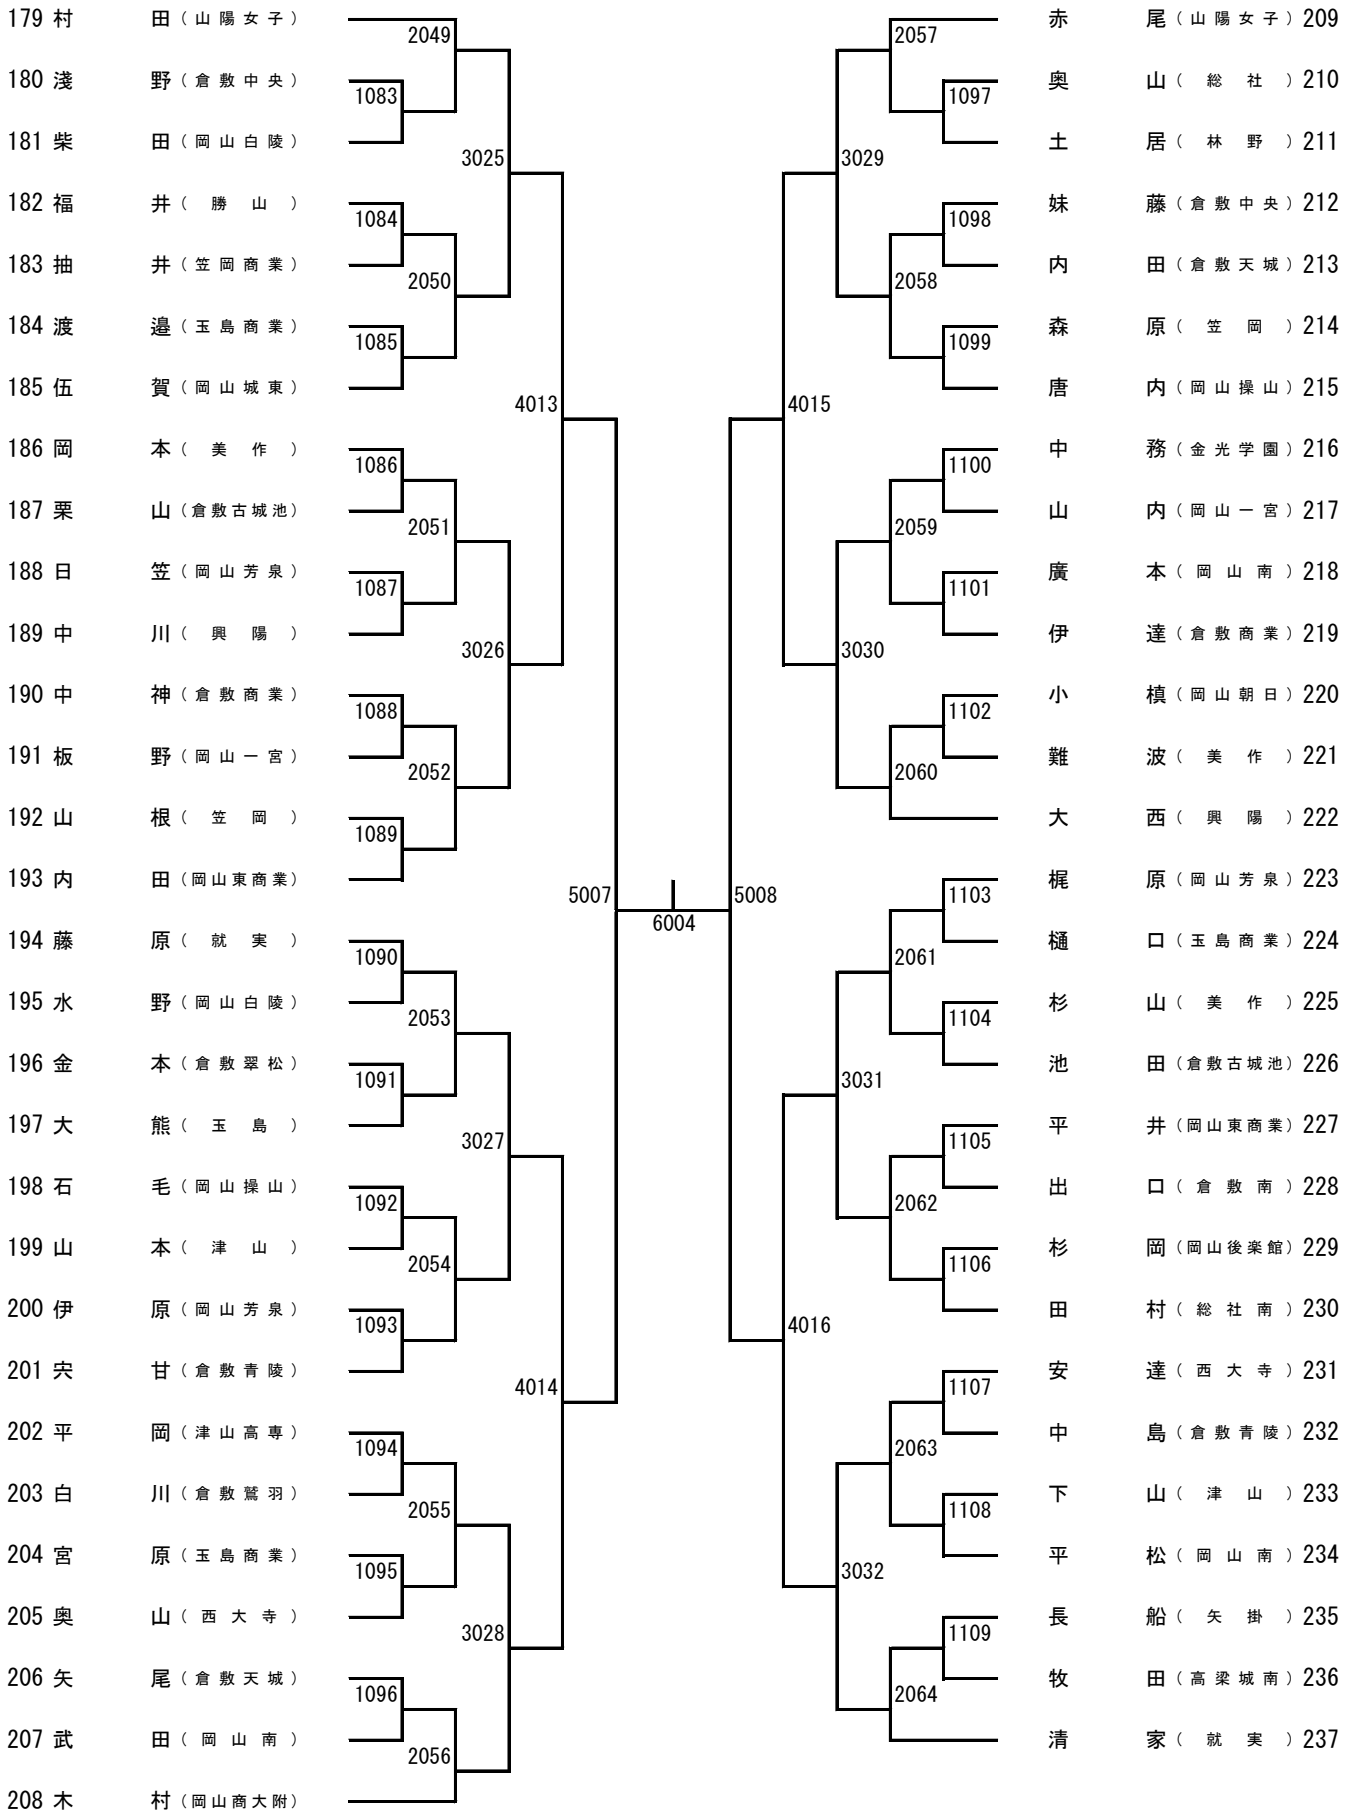 179 村 田 (山陽女子)
2049
180 淺 野 (倉敷中央)
1083
181 柴 田 (岡山白陵)
3025
182 福 井 (勝山)
1084
183 抽 井 (笠岡商業)
2050
184 渡 邉 (玉島商業)
1085
185 伍 賀 (岡山城東)
4013
186 岡 本 (美作)
1086
187 栗 山 (倉敷古城池)
2051
188 日 笠 (岡山芳泉)
1087
189 中 川 (興陽)
3026
190 中 神 (倉敷商業)
1088
191 板 野 (岡山一宮)
2052
192 山 根 (笠岡)
1089
193 内 田 (岡山東商業)
5007
194 藤 原 (就実)
1090
195 水 野 (岡山白陵)
2053
196 金 本 (倉敷翠松)
1091
197 大 熊 (玉島)
3027
198 石 毛 (岡山操山)
1092
199 山 本 (津山)
2054
200 伊 原 (岡山芳泉)
1093
201 宍 甘 (倉敷青陵)
4014
202 平 岡 (津山高専)
1094
203 白 川 (倉敷鷲羽)
2055
204 宮 原 (玉島商業)
1095
205 奥 山 (西大寺)
3028
206 矢 尾 (倉敷天城)
1096
207 武 田 (岡山南)
2056
208 木 村 (岡山商大附)
6004
赤 尾 (山陽女子) 209
2057
奥 山 (総社) 210
1097
土 居 (林野) 211
3029
妹 藤 (倉敷中央) 212
1098
内 田 (倉敷天城) 213
2058
森 原 (笠岡) 214
1099
唐 内 (岡山操山) 215
4015
中 務 (金光学園) 216
1100
山 内 (岡山一宮) 217
2059
廣 本 (岡山南) 218
1101
伊 達 (倉敷商業) 219
3030
小 槙 (岡山朝日) 220
1102
難 波 (美作) 221
2060
大 西 (興陽) 222
梶 原 (岡山芳泉) 223
5008
1103
樋 口 (玉島商業) 224
2061
杉 山 (美作) 225
1104
池 田 (倉敷古城池) 226
3031
平 井 (岡山東商業) 227
1105
出 口 (倉敷南) 228
2062
杉 岡 (岡山後楽館) 229
1106
田 村 (総社南) 230
4016
安 達 (西大寺) 231
1107
中 島 (倉敷青陵) 232
2063
下 山 (津山) 233
1108
平 松 (岡山南) 234
3032
長 船 (矢掛) 235
1109
牧 田 (高梁城南) 236
2064
清 家 (就実) 237